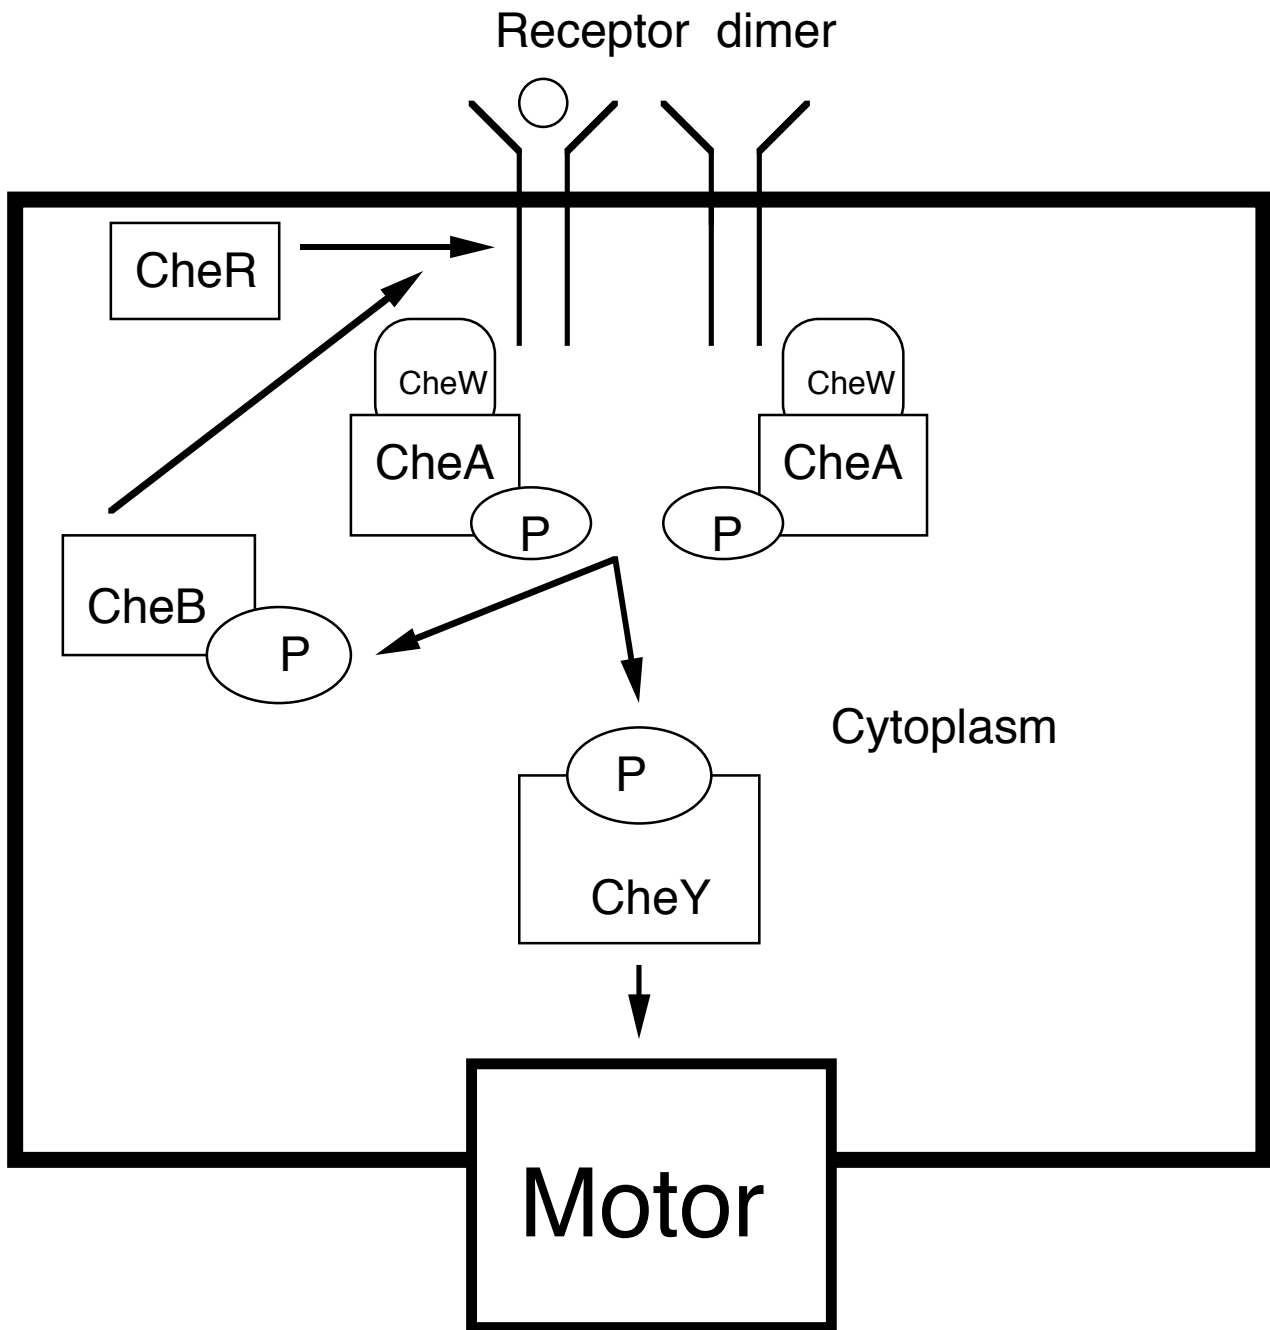 Receptor dimer
CheR
CheW
CheW
CheA
CheA
P
P
CheB
P
Cytoplasm
P
CheY
Motor